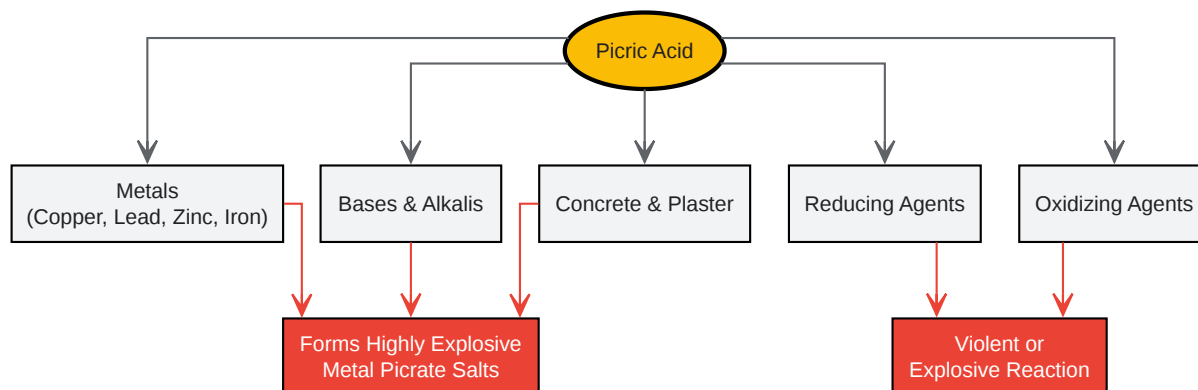 Picric Acid
Metals
(Copper, Lead, Zinc, Iron)
Bases & Alkalis
Concrete & Plaster
Reducing Agents
Oxidizing Agents
Forms Highly Explosive
Metal Picrate Salts
Violent or
Explosive Reaction